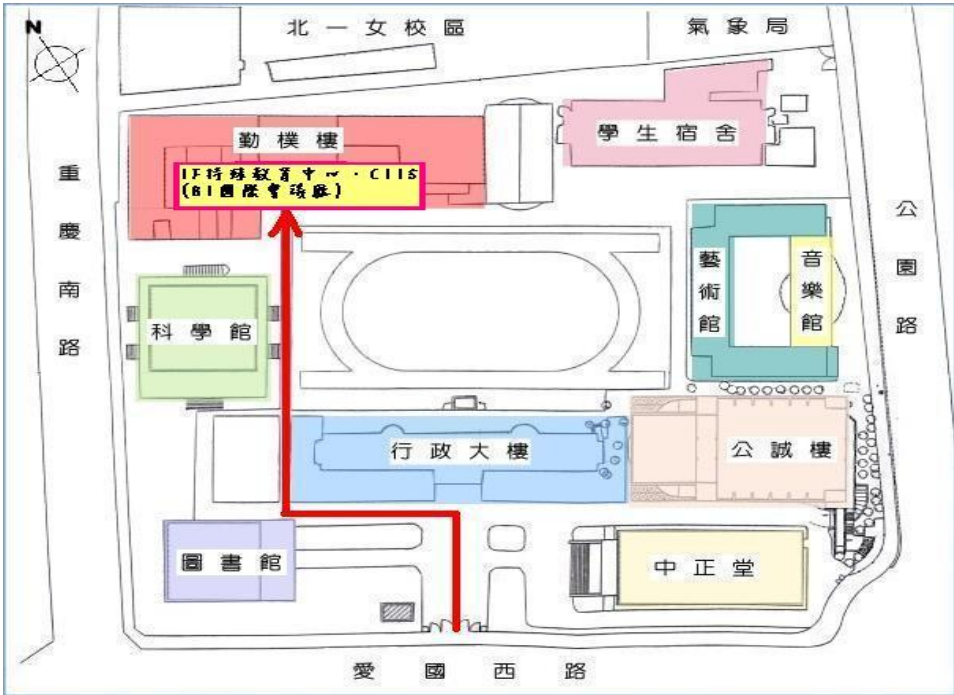 N
北一女校區
氣象局
勤樸樓
學生宿舍
1F特殊教育中心．C115
(B1國際會議廳)
重慶南路
公園路
藝術館
音樂館
科學館
行政大樓
公誠樓
圖書館
中正堂
愛國西路